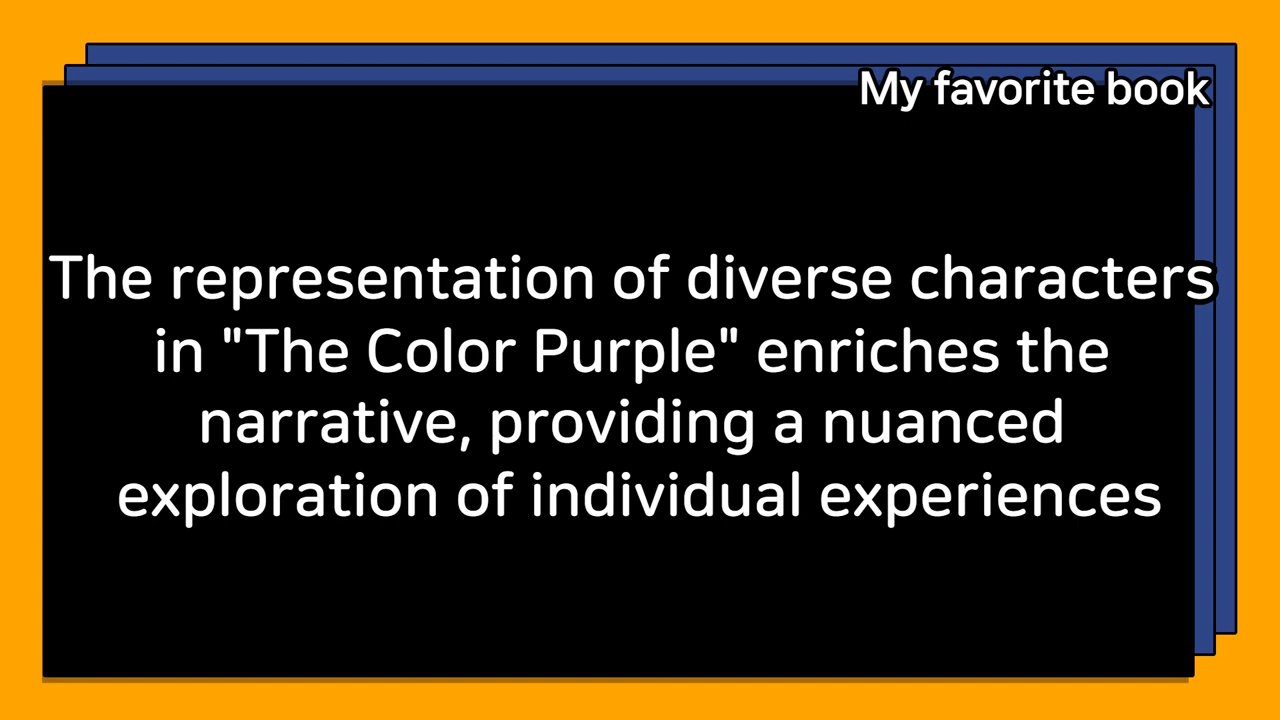 My favorite book
The representation of diverse characters
in "The Color Purple" enriches the
narrative, providing a nuanced
exploration of individual experiences